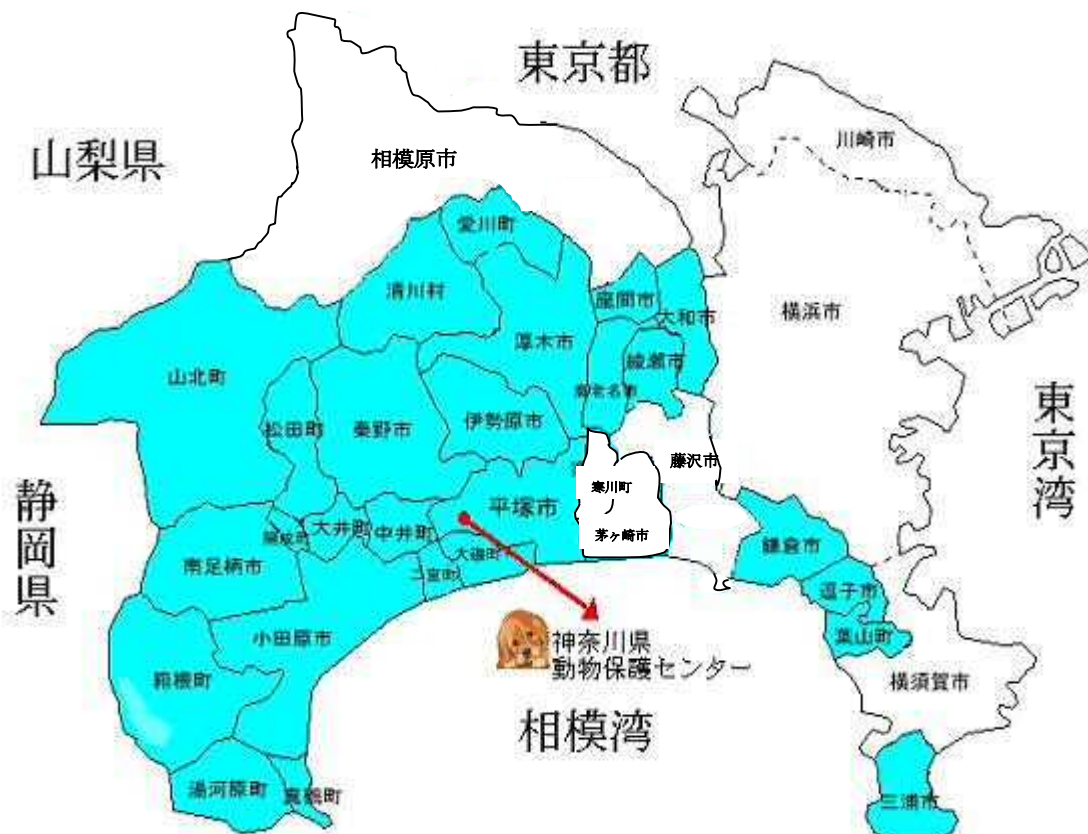 東京都
山梨県
川崎市
相模原市
愛川町
清川村
座間市
大和市
横浜市
厚木市
綾瀬市
山北町
海老名市
東京湾
松田町
秦野市
伊勢原市
藤沢市
寒川町
静岡県
平塚市
大井町
中井町
開成町
茅ヶ崎市
鎌倉市
大磯町
南足柄市
二宮町
逗子市
小田原市
葉山町
神奈川県
動物保護センター
箱根町
横須賀市
相模湾
湯河原町
真鶴町
三浦市